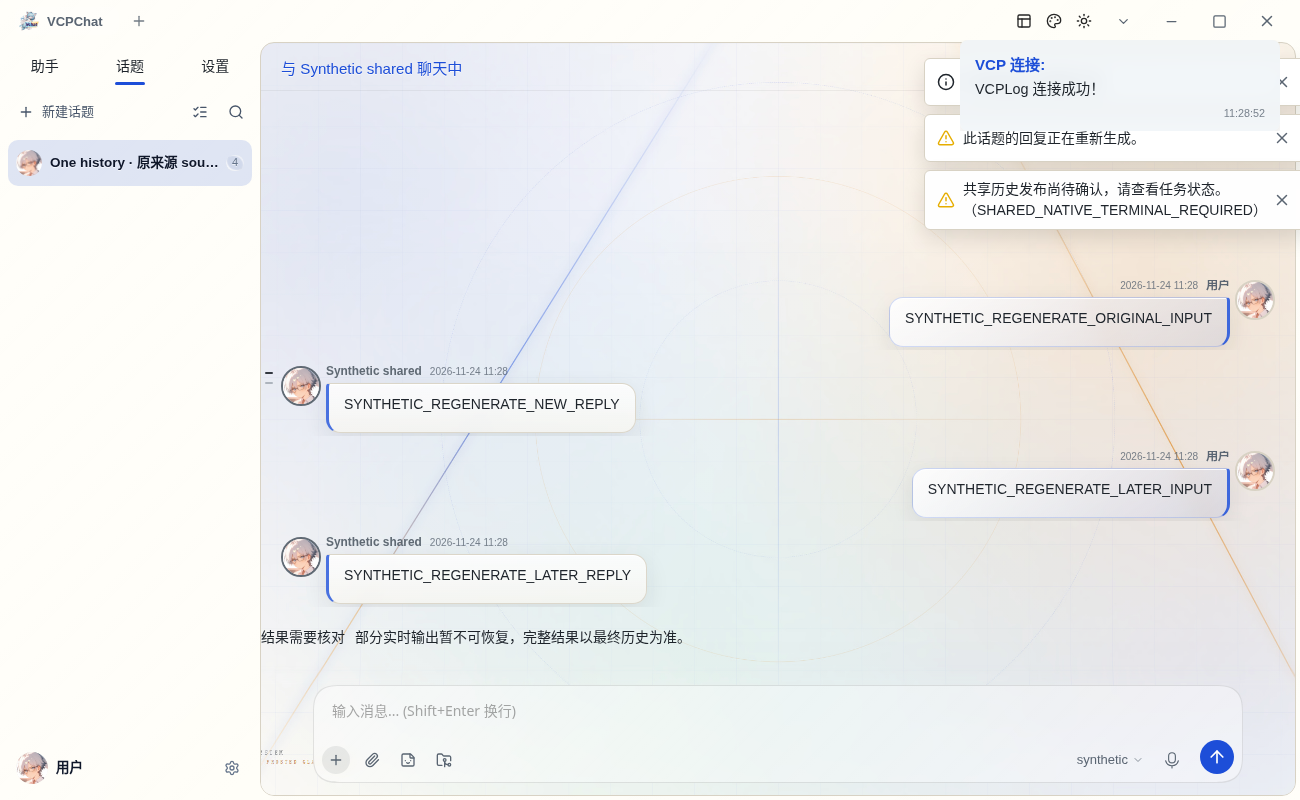 VCPChat
助手 话题 设置
新建话题
One history · 原来源 sou… 4
用户
与 Synthetic shared 聊天中
VCP 连接:
VCPLog 连接成功！
11:28:52
此话题的回复正在重新生成。
共享历史发布尚待确认，请查看任务状态。
（SHARED_NATIVE_TERMINAL_REQUIRED）
2026-11-24 11:28 用户
SYNTHETIC_REGENERATE_ORIGINAL_INPUT
Synthetic shared 2026-11-24 11:28
SYNTHETIC_REGENERATE_NEW_REPLY
2026-11-24 11:28 用户
SYNTHETIC_REGENERATE_LATER_INPUT
Synthetic shared 2026-11-24 11:28
SYNTHETIC_REGENERATE_LATER_REPLY
结果需要核对 部分实时输出暂不可恢复，完整结果以最终历史为准。
输入消息... (Shift+Enter 换行)
synthetic